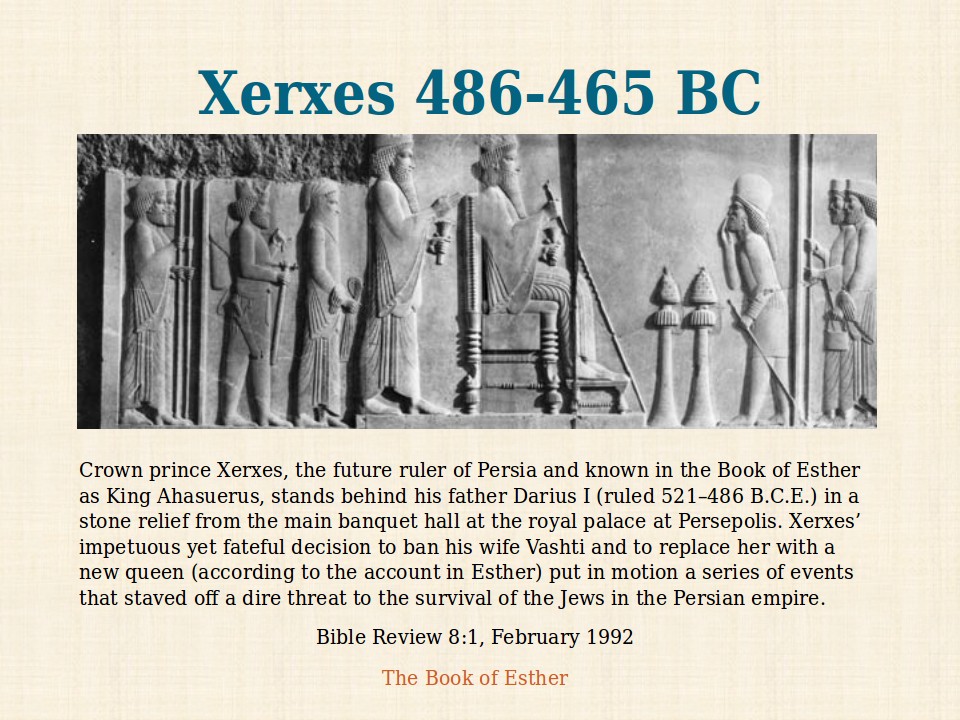 Xerxes 486-465 BC
Crown prince Xerxes, the future ruler of Persia and known in the Book of Esther
as King Ahasuerus, stands behind his father Darius I (ruled 521–486 B.C.E.) in a
stone relief from the main banquet hall at the royal palace at Persepolis. Xerxes’
impetuous yet fateful decision to ban his wife Vashti and to replace her with a
new queen (according to the account in Esther) put in motion a series of events
that staved off a dire threat to the survival of the Jews in the Persian empire.
Bible Review 8:1, February 1992
The Book of Esther